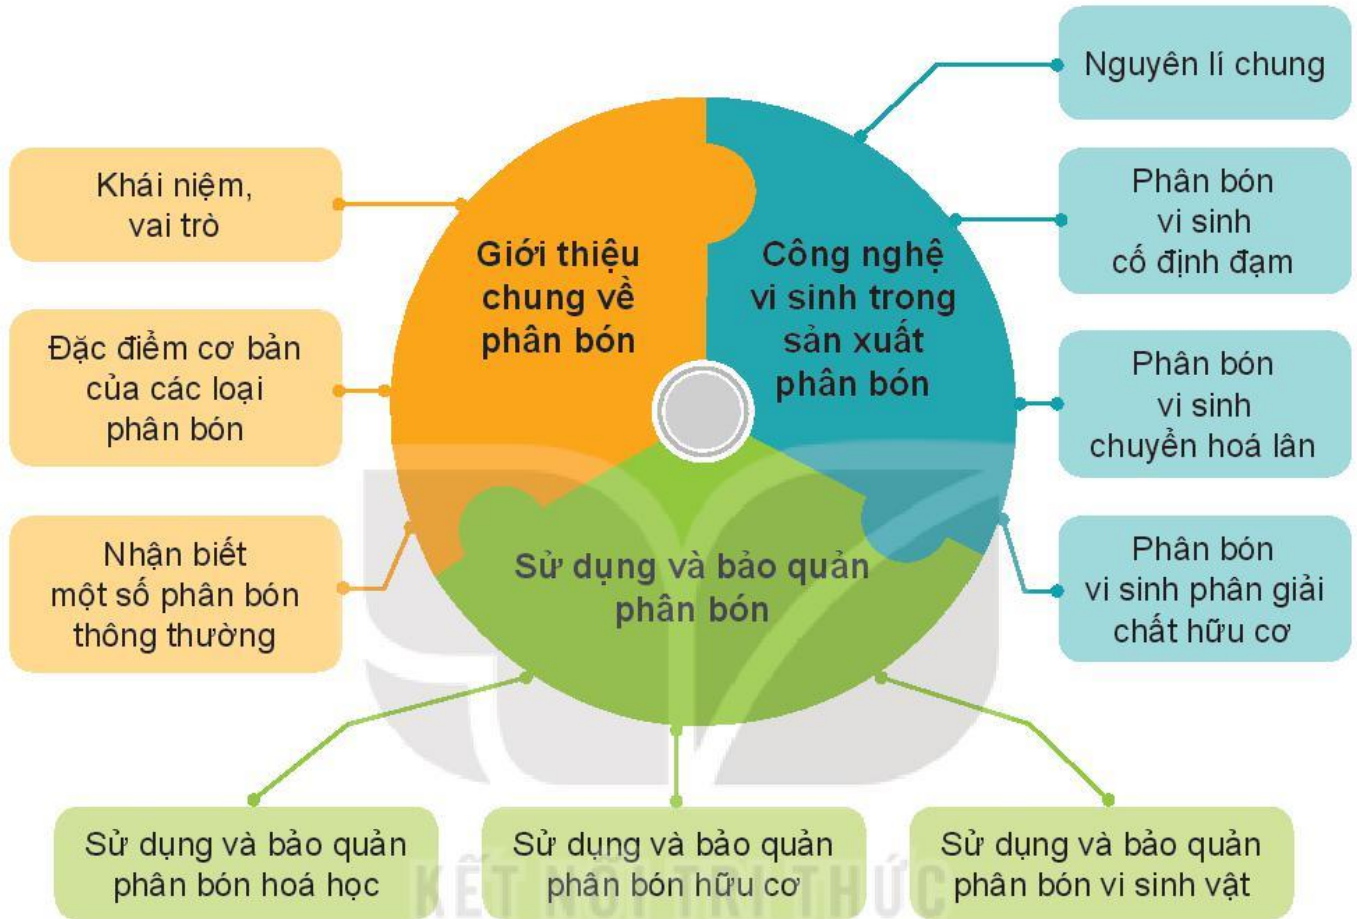 Giới thiệu
chung về
phân bón
Khái niệm,
vai trò
Đặc điểm cơ bản
của các loại
phân bón
Nhận biết
một số phân bón
thông thường
Công nghệ
vi sinh trong
sản xuất
phân bón
Nguyên lí chung
Phân bón
vi sinh
cố định đạm
Phân bón
vi sinh
chuyển hoá lân
Phân bón
vi sinh phân giải
chất hữu cơ
Sử dụng và bảo quản
phân bón
Sử dụng và bảo quản
phân bón hoá học
Sử dụng và bảo quản
phân bón hữu cơ
Sử dụng và bảo quản
phân bón vi sinh vật
KẾT NỐI TRI THỨC